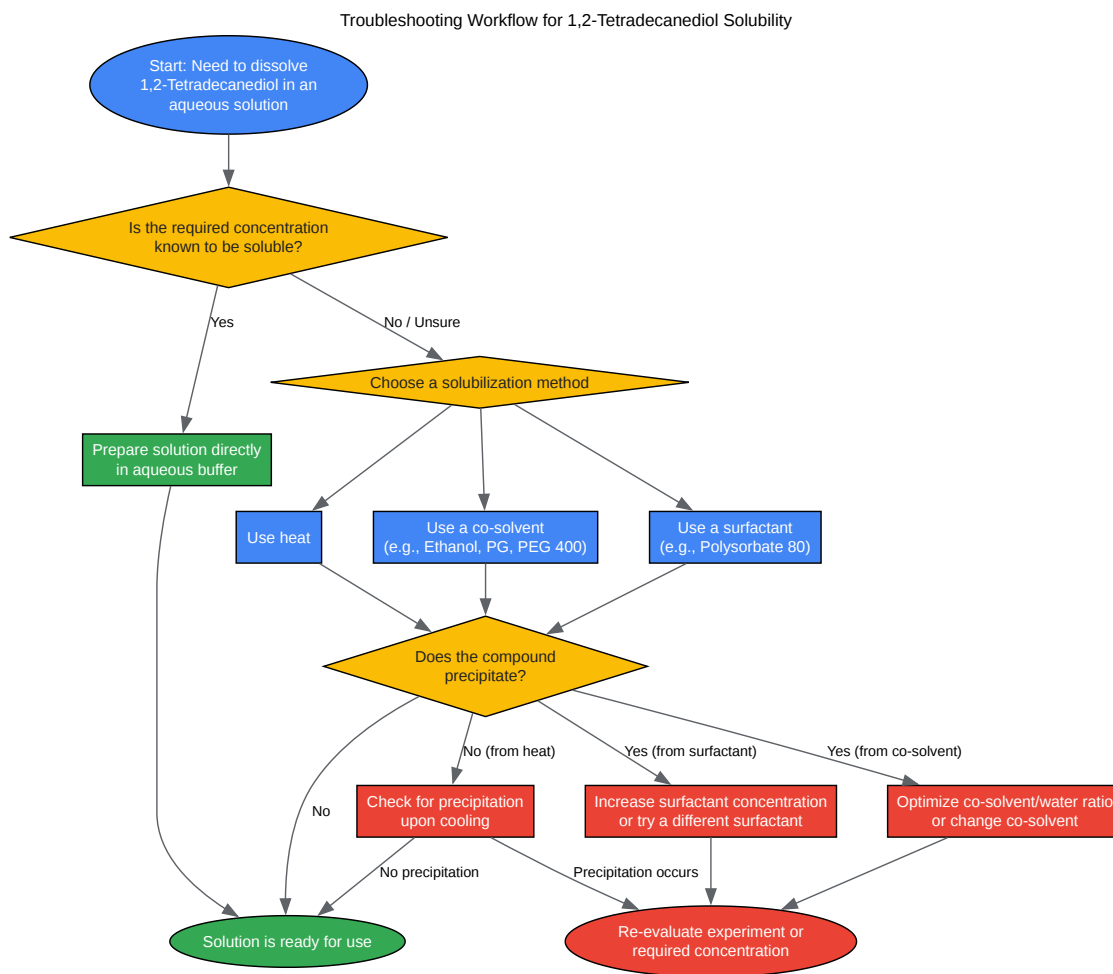 Troubleshooting Workflow for 1,2-Tetradecanediol Solubility
Start: Need to dissolve
1,2-Tetradecanediol in an
aqueous solution
Is the required concentration
known to be soluble?
Yes
No / Unsure
Choose a solubilization method
Prepare solution directly
in aqueous buffer
Use heat
Use a co-solvent
(e.g., Ethanol, PG, PEG 400)
Use a surfactant
(e.g., Polysorbate 80)
Does the compound
precipitate?
No
No (from heat)
Yes (from surfactant)
Yes (from co-solvent)
Check for precipitation
upon cooling
Increase surfactant concentration
or try a different surfactant
Optimize co-solvent/water ratio
or change co-solvent
No precipitation
Precipitation occurs
Solution is ready for use
Re-evaluate experiment or
required concentration